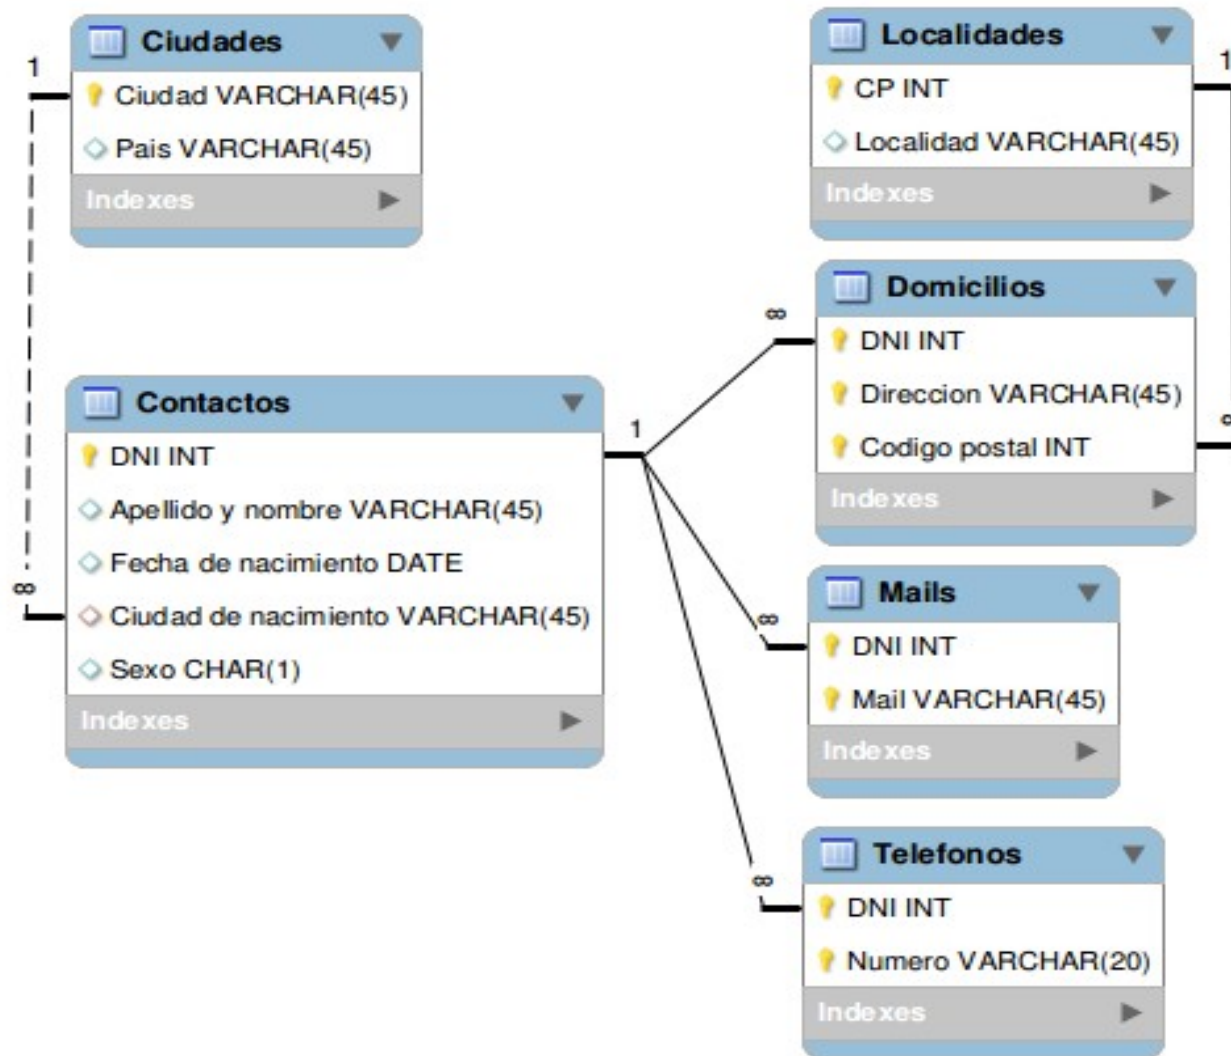 Ciudades
1
Ciudad VARCHAR(45)
Pais VARCHAR(45)
Indexes
Localidades
1
CP INT
Localidad VARCHAR(45)
Indexes
Contactos
DNI INT
Apellido y nombre VARCHAR(45)
Fecha de nacimiento DATE
∞
Ciudad de nacimiento VARCHAR(45)
Sexo CHAR(1)
Indexes
1
Domicilios
∞
DNI INT
Direccion VARCHAR(45)
Codigo postal INT
∞
Indexes
Mails
∞
DNI INT
Mail VARCHAR(45)
Indexes
Telefonos
∞
DNI INT
Numero VARCHAR(20)
Indexes